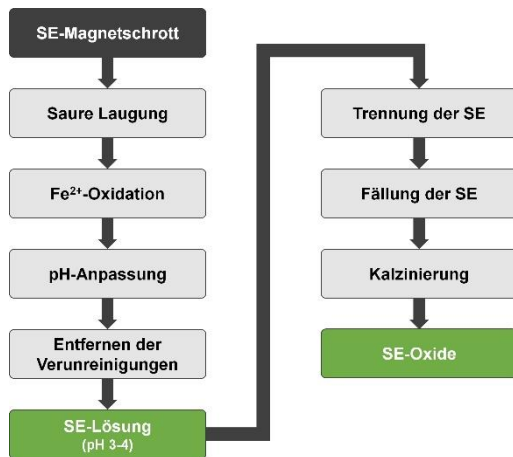 SE-Magnetschrott
Saure Laugung
Fe²⁺-Oxidation
pH-Anpassung
Entfernen der
Verunreinigungen
SE-Lösung
(pH 3-4)
Trennung der SE
Fällung der SE
Kalzinierung
SE-Oxide